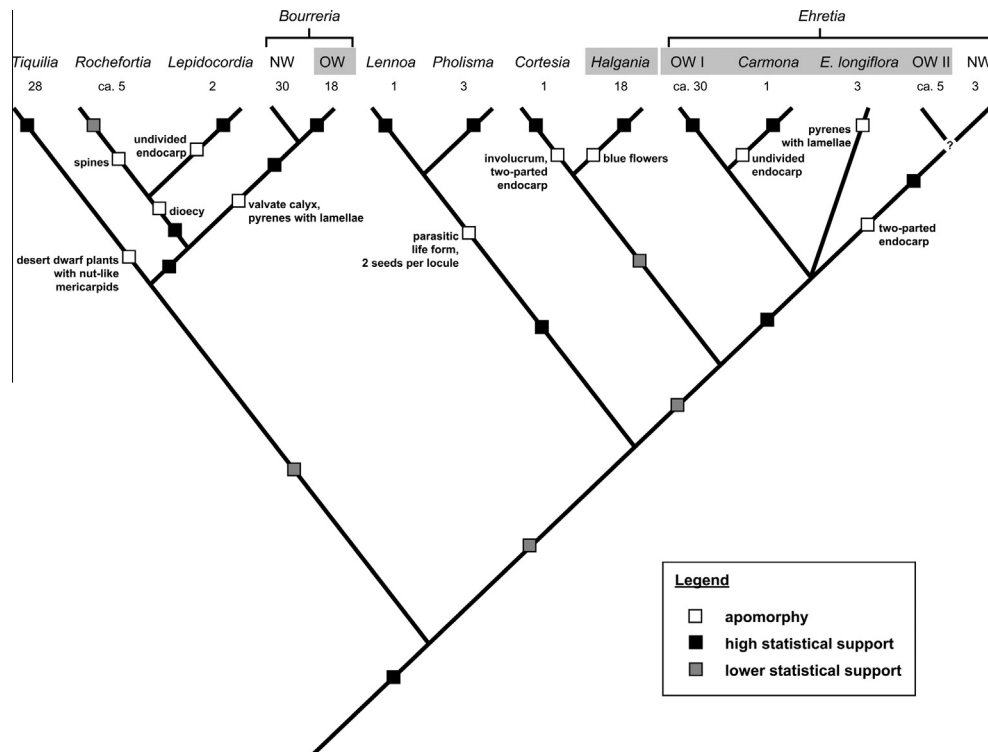 Bourreria
Ehretia
Tiquilia Rochefortia Lepidocordia NW OW Lennoa Pholisma Cortesia Halgania OW I Carmona E. longiflora OW II NW
28 ca. 5 2 30 18 1 3 1 18 ca. 30 1 3 ca. 5 3
undivided
endocarp
spines
dioecy
valvate calyx,
pyrenes with lamellae
desert dwarf plants
with nut-like
mericarpids
parasitic
life form,
2 seeds per locule
involucrum,
two-parted
endocarp
blue flowers
undivided
endocarp
pyrenes
with lamellae
?
two-parted
endocarp
Legend
apomorphy
high statistical support
lower statistical support